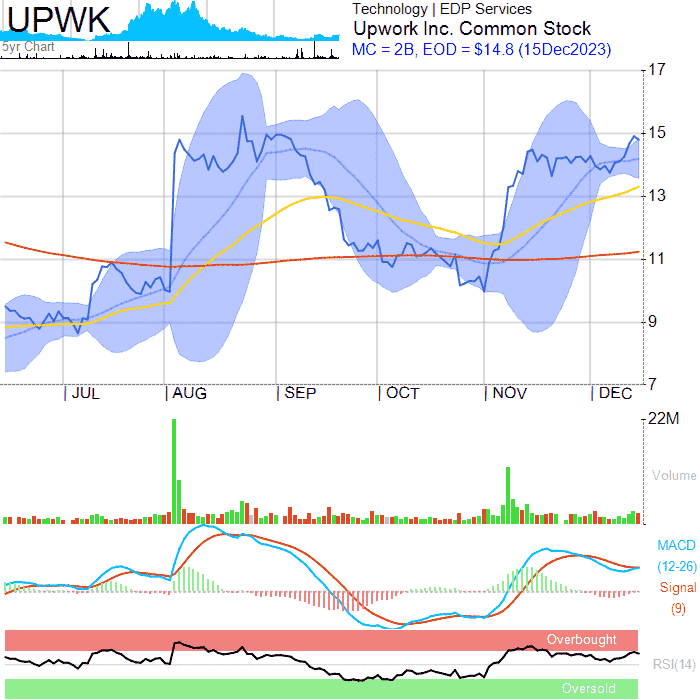 UPWK
5yr Chart
Technology | EDP Services
Upwork Inc. Common Stock
MC = 2B, EOD = $14.8 (15Dec2023)
17
15
13
11
9
7
JUL AUG SEP OCT NOV DEC
22M
Volume
MACD
(12-26)
Signal
(9)
Overbought
RSI(14)
Oversold